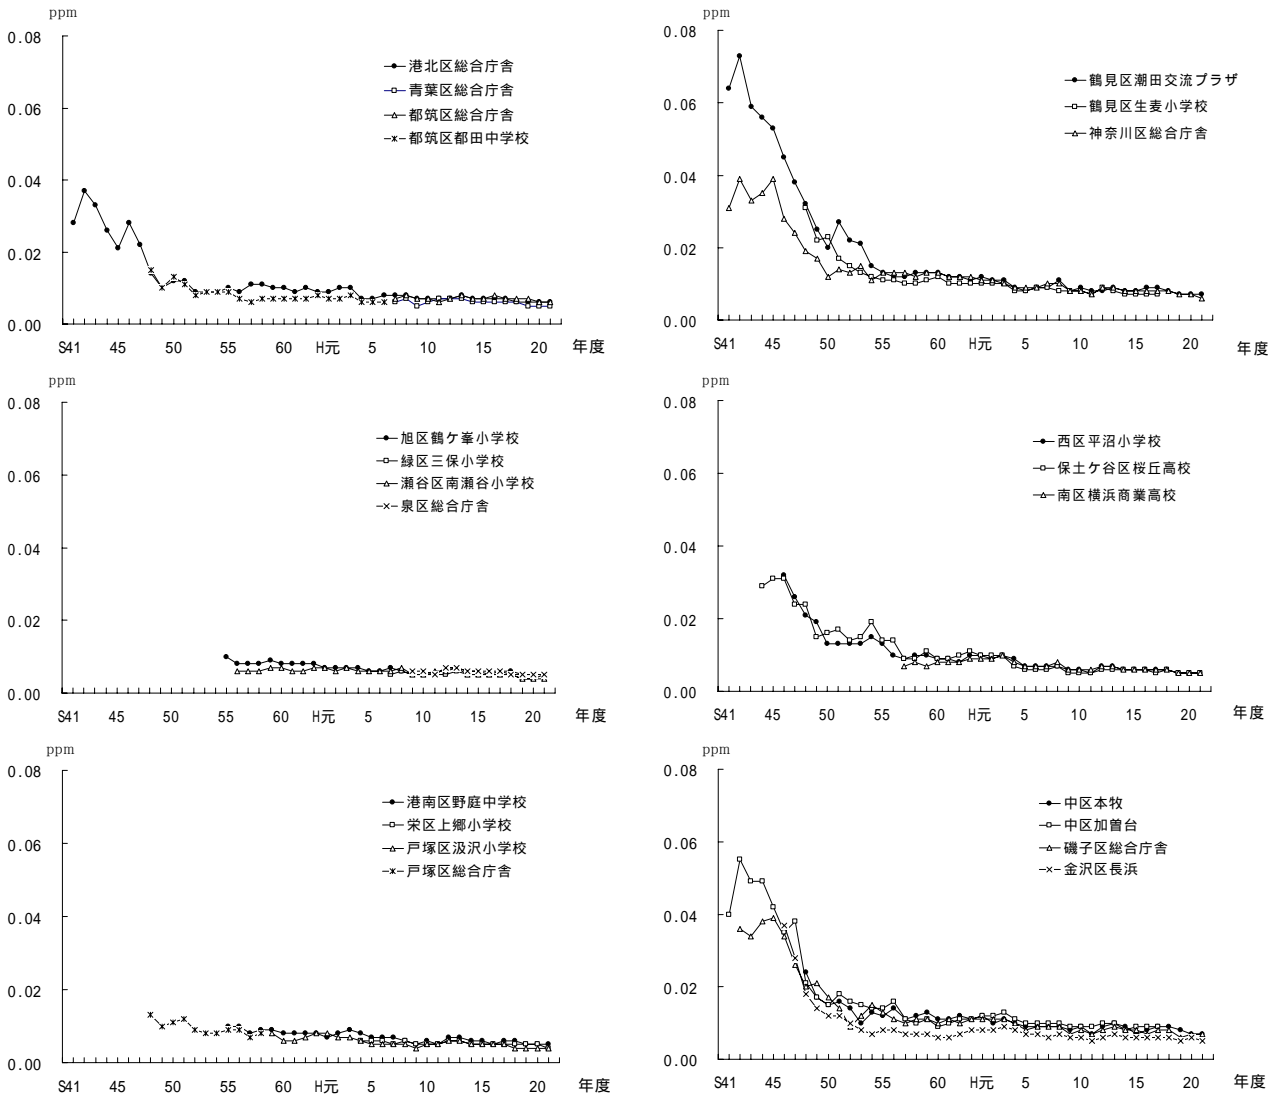 ppm
0.08
0.06
0.04
0.02
0.00
港北区総合庁舎
青葉区総合庁舎
都筑区総合庁舎
都筑区都田中学校
S41 45 50 55 60 H元 5 10 15 20 年度
ppm
0.08
0.06
0.04
0.02
0.00
鶴見区潮田交流プラザ
鶴見区生麦小学校
神奈川区総合庁舎
S41 45 50 55 60 H元 5 10 15 20 年度
ppm
0.08
0.06
0.04
0.02
0.00
旭区鶴ケ峯小学校
緑区三保小学校
瀬谷区南瀬谷小学校
泉区総合庁舎
S41 45 50 55 60 H元 5 10 15 20 年度
ppm
0.08
0.06
0.04
0.02
0.00
西区平沼小学校
保土ケ谷区桜丘高校
南区横浜商業高校
S41 45 50 55 60 H元 5 10 15 20 年度
ppm
0.08
0.06
0.04
0.02
0.00
港南区野庭中学校
栄区上郷小学校
戸塚区汲沢小学校
戸塚区総合庁舎
S41 45 50 55 60 H元 5 10 15 20 年度
ppm
0.08
0.06
0.04
0.02
0.00
中区本牧
中区加曽台
磯子区総合庁舎
金沢区長浜
S41 45 50 55 60 H元 5 10 15 20 年度